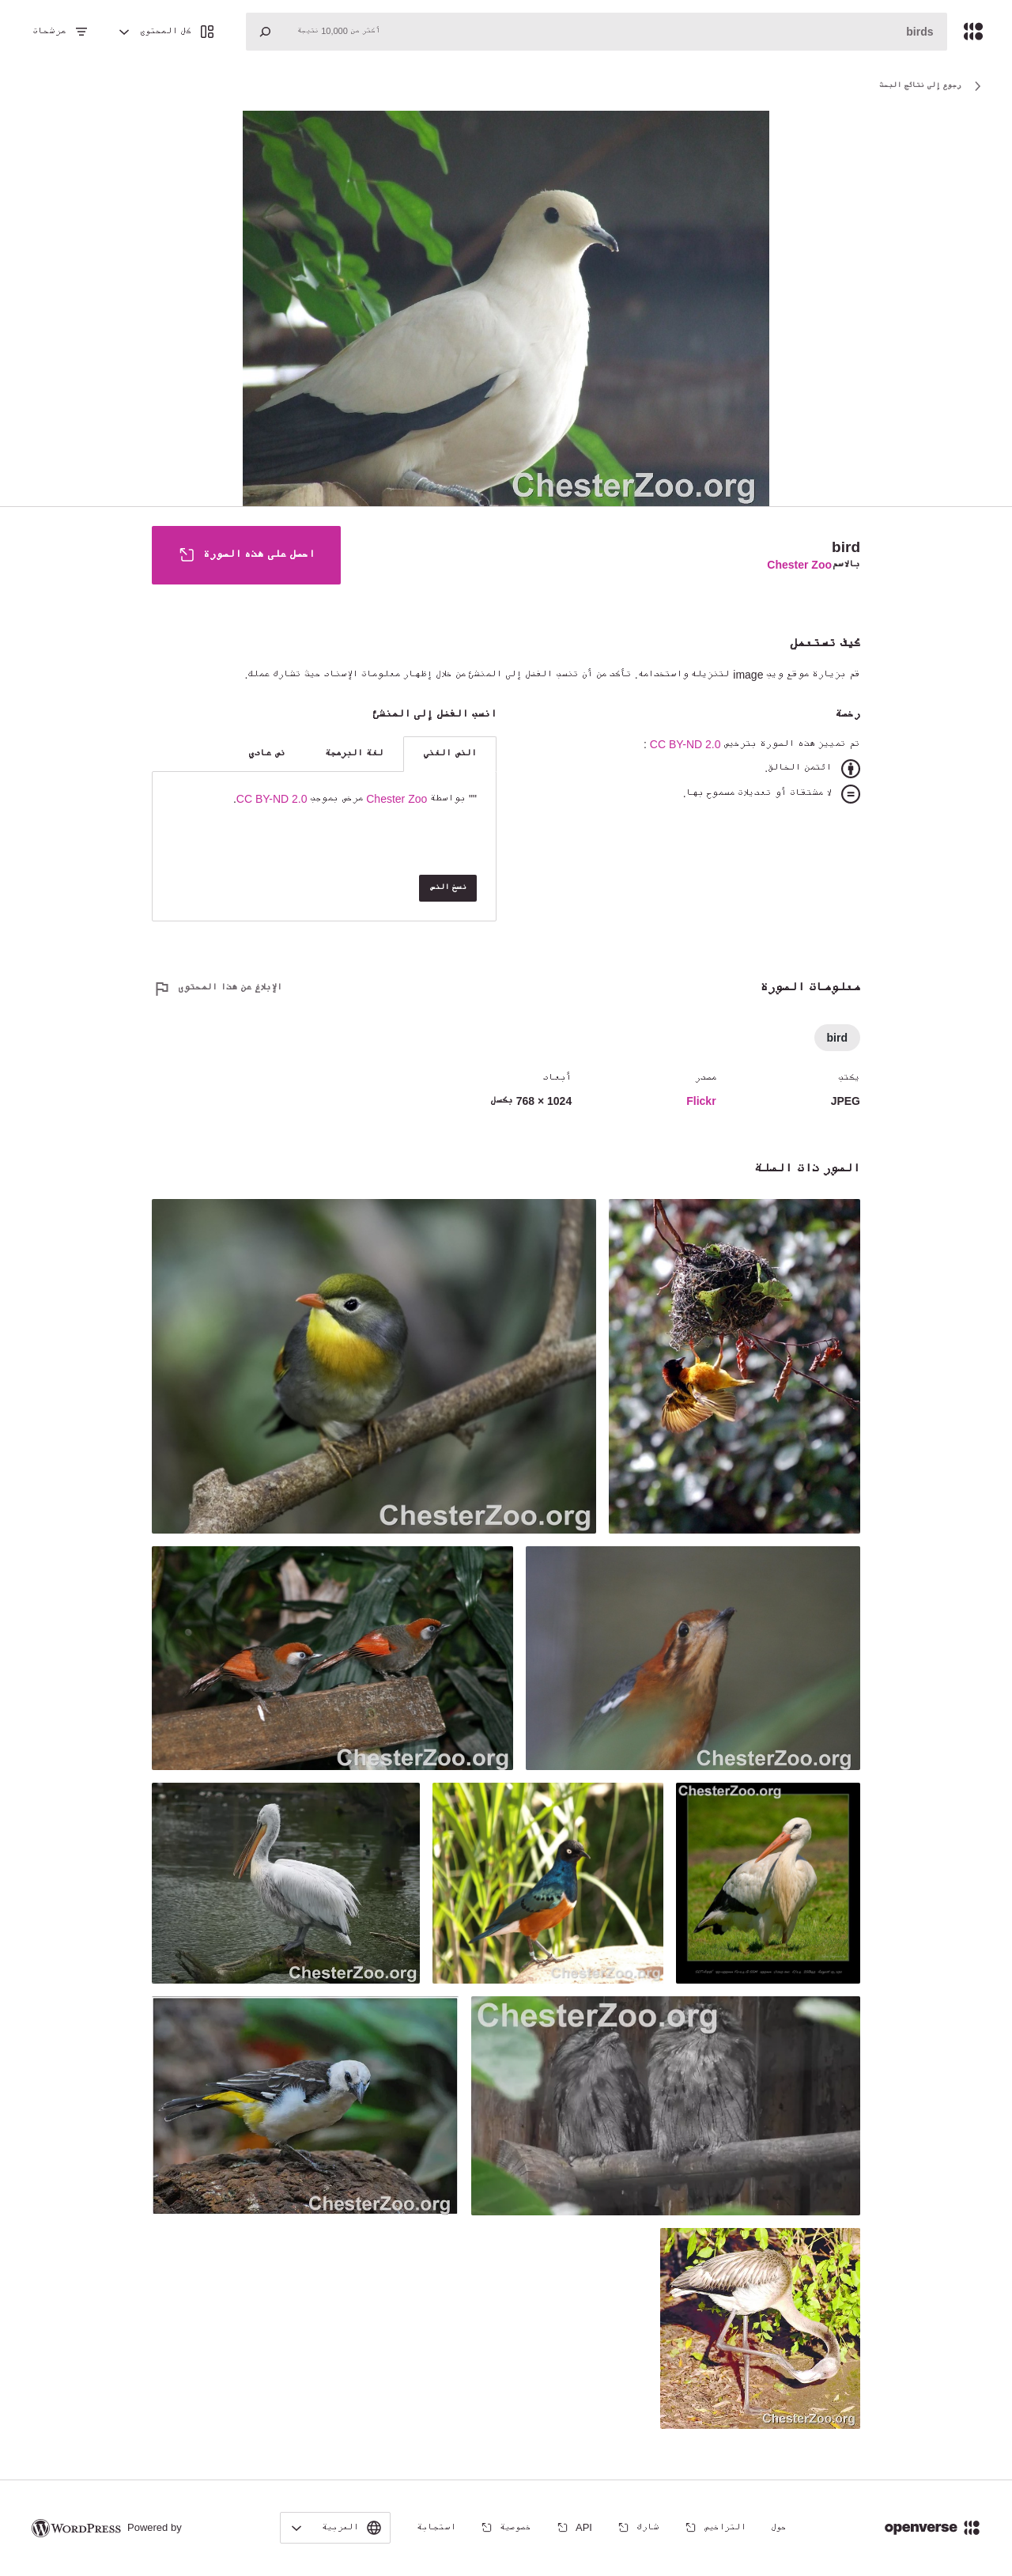 birds
أكثر من 10,000 نتيجة
كل المحتوى
مرشحات
رجوع إلى نتائج البحث
ChesterZoo.org
bird
بالاسم Chester Zoo
احصل على هذه الصورة
كيف تستعمل
قم بزيارة موقع ويب image لتنزيله واستخدامه. تأكد من أن تنسب الفضل إلى المنشئ من خلال إظهار معلومات الإسناد حيث تشارك عملك.
رخصة
تم تمييز هذه الصورة بترخيص CC BY-ND 2.0 :
ائتمن الخالق.
لا مشتقات أو تعديلات مسموح بها.
انسب الفضل إلى المنشئ
النص الغني
لغة البرمجة
نص عادي
"" بواسطة Chester Zoo مرخص بموجب CC BY-ND 2.0.
نسخ النص
معلومات الصورة
الإبلاغ عن هذا المحتوى
bird
يكتب
مصدر
أبعاد
JPEG
Flickr
1024 × 768 بكسل
الصور ذات الصلة
ChesterZoo.org
ChesterZoo.org
ChesterZoo.org
ChesterZoo.org
ChesterZoo.org
ChesterZoo.org
ChesterZoo.org
ChesterZoo.org
ChesterZoo.org
openverse
حول
التراخيص
شارك
API
خصوصية
استجابة
العربية
Powered by WORDPRESS